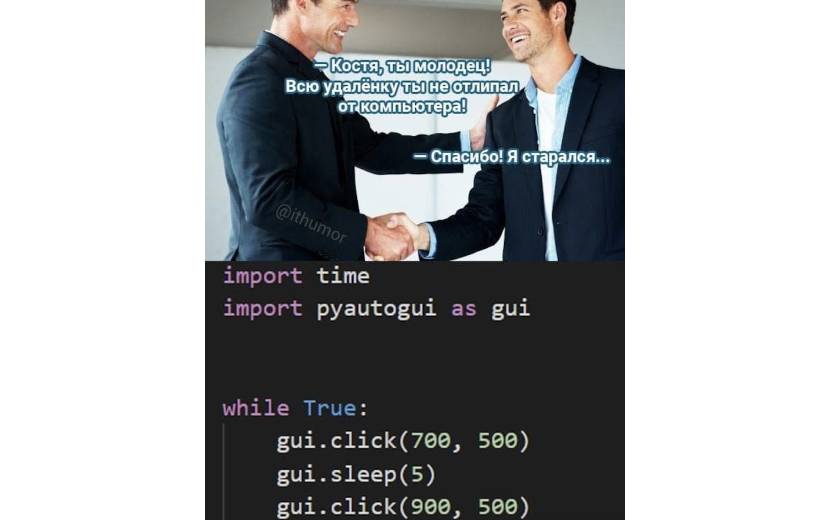 — Костя, ты молодец!
Всю удалёнку ты не отлипал
от компьютера!
— Спасибо! Я старался...
@ithumor
import time
import pyautogui as gui
while True:
    gui.click(700, 500)
    gui.sleep(5)
    gui.click(900, 500)